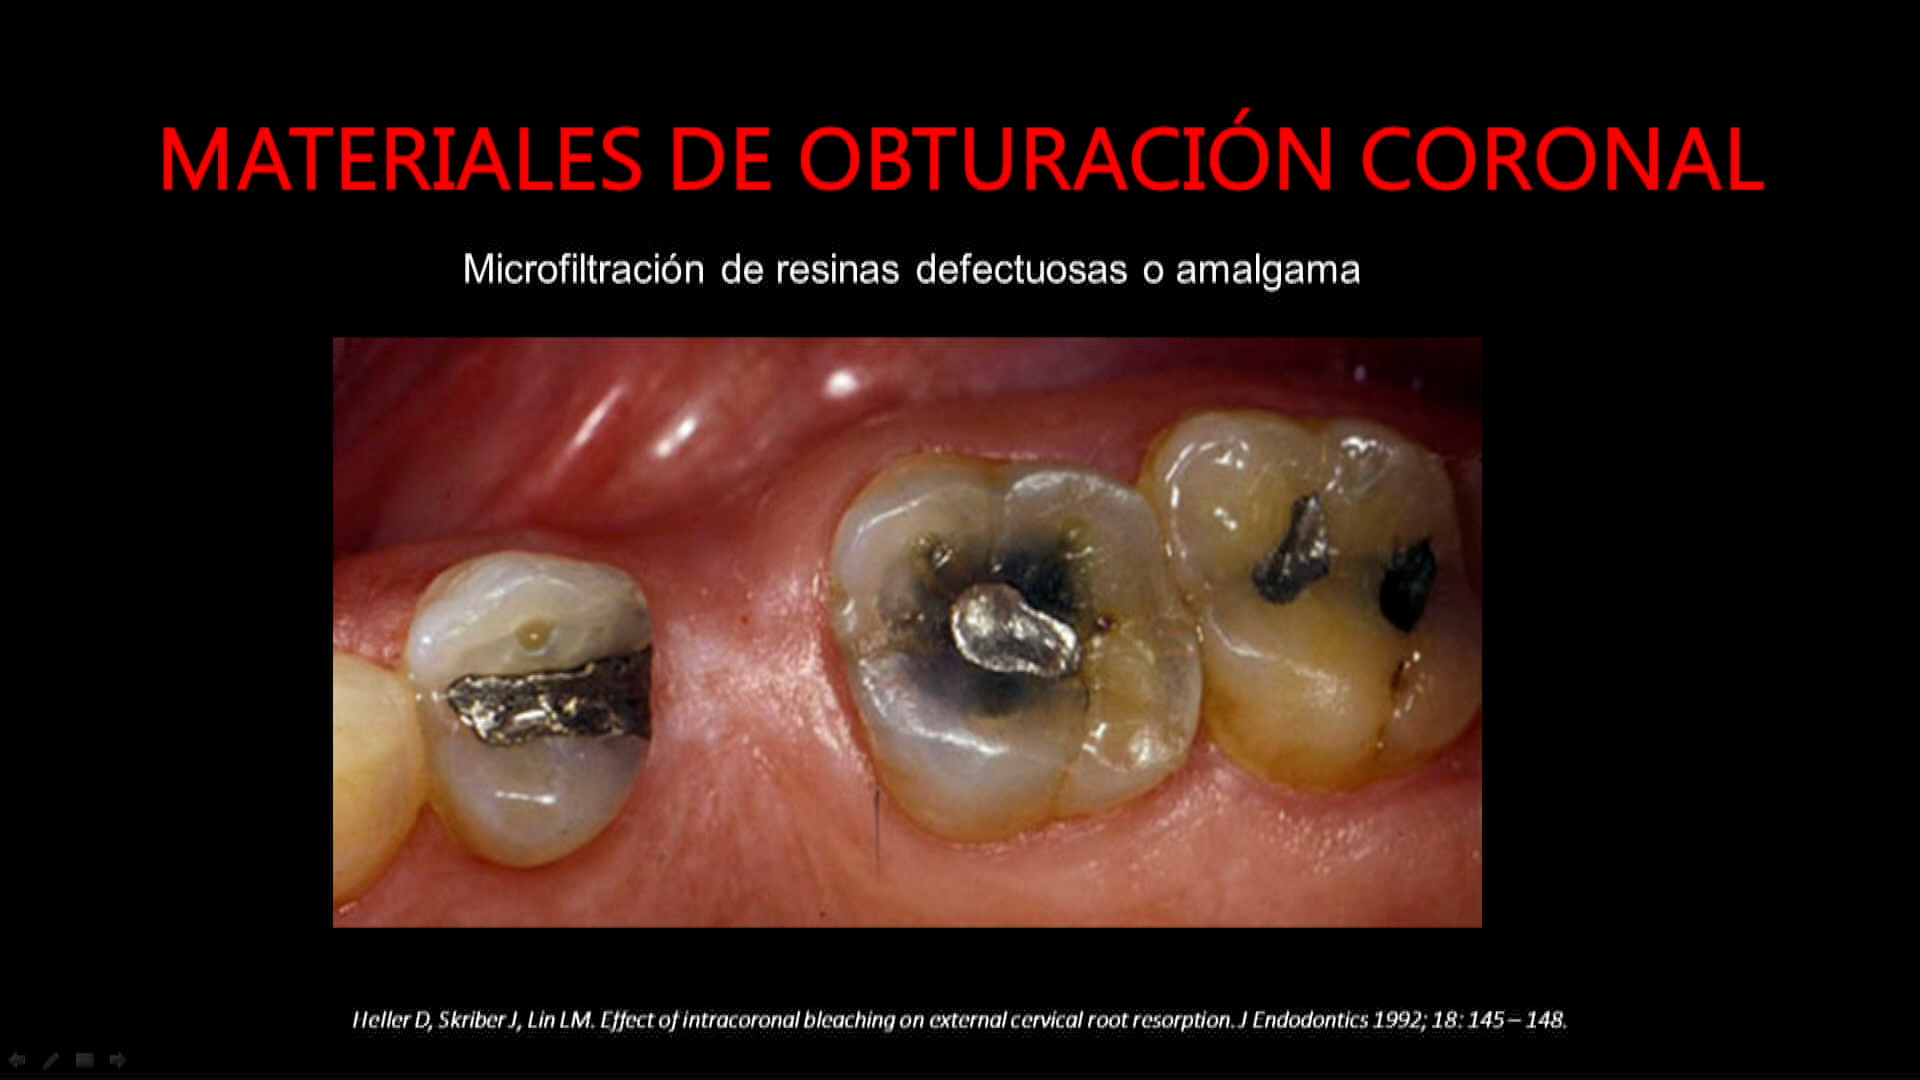 MATERIALES DE OBTURACIÓN CORONAL
Microfiltración de resinas defectuosas o amalgama
Heller D, Skriber J, Lin LM. Effect of intracoronal bleaching on external cervical root resorption. J Endodontics 1992; 18: 145 – 148.